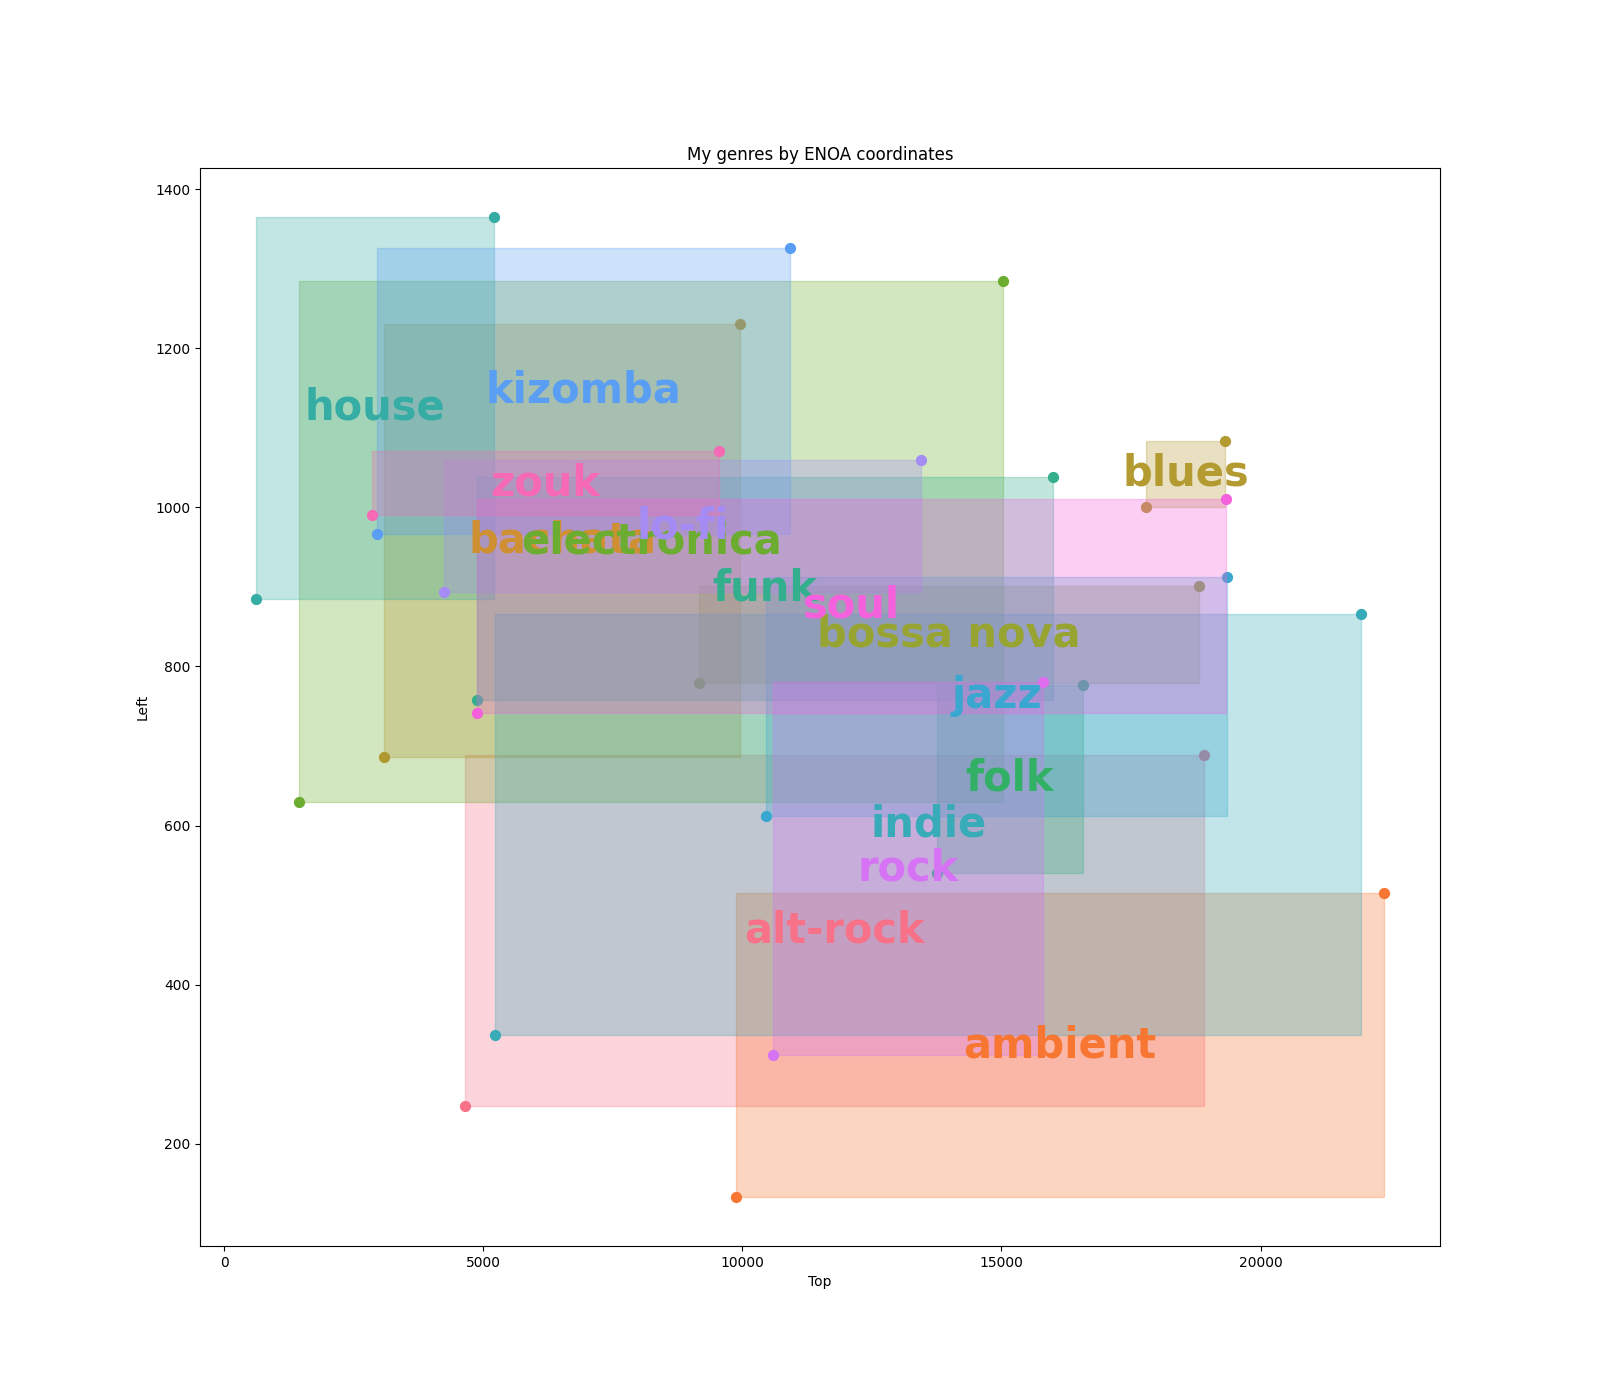 My genres by ENOA coordinates
1400
1200
1000
800
600
400
200
Left
house
kizomba
zouk
blues
bachata
electronica
lo-fi
funk
soul
bossa nova
jazz
folk
indie
rock
alt-rock
ambient
0
5000
10000
15000
20000
Top